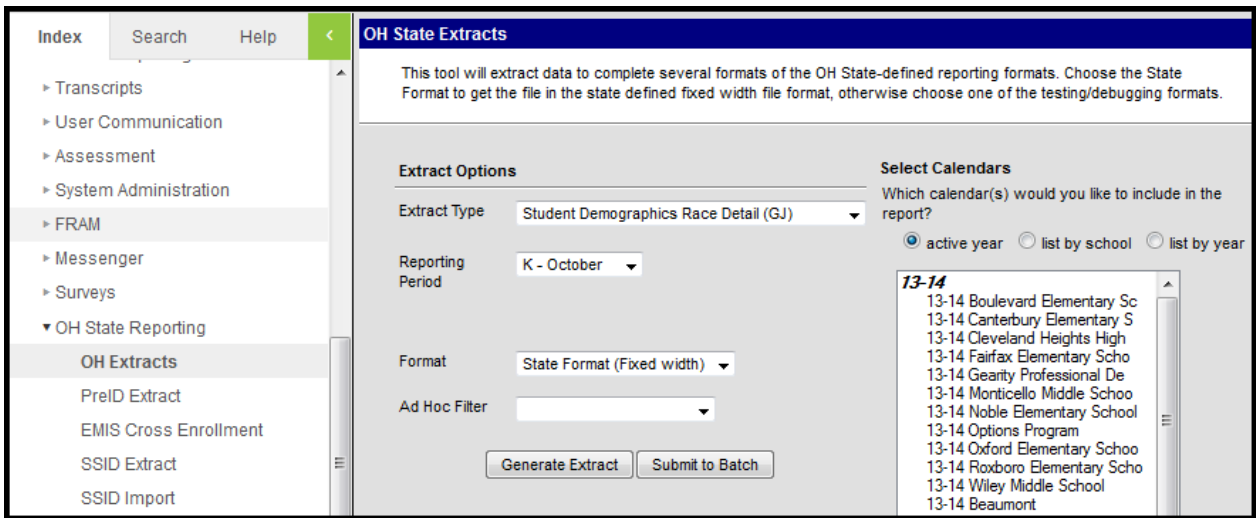 Index Search Help
Transcripts
User Communication
Assessment
System Administration
FRAM
Messenger
Surveys
OH State Reporting
OH Extracts
PreID Extract
EMIS Cross Enrollment
SSID Extract
SSID Import
OH State Extracts
This tool will extract data to complete several formats of the OH State-defined reporting formats. Choose the State
Format to get the file in the state defined fixed width file format, otherwise choose one of the testing/debugging formats.
Extract Options
Extract Type Student Demographics Race Detail (GJ)
Reporting
Period
K - October
Format State Format (Fixed width)
Ad Hoc Filter
Generate Extract Submit to Batch
Select Calendars
Which calendar(s) would you like to include in the
report?
active year list by school list by year
13-14
13-14 Boulevard Elementary Sc
13-14 Canterbury Elementary S
13-14 Cleveland Heights High
13-14 Fairfax Elementary Scho
13-14 Gearity Professional De
13-14 Monticello Middle Schoo
13-14 Noble Elementary School
13-14 Options Program
13-14 Oxford Elementary Schoo
13-14 Roxboro Elementary Scho
13-14 Wiley Middle School
13-14 Beaumont